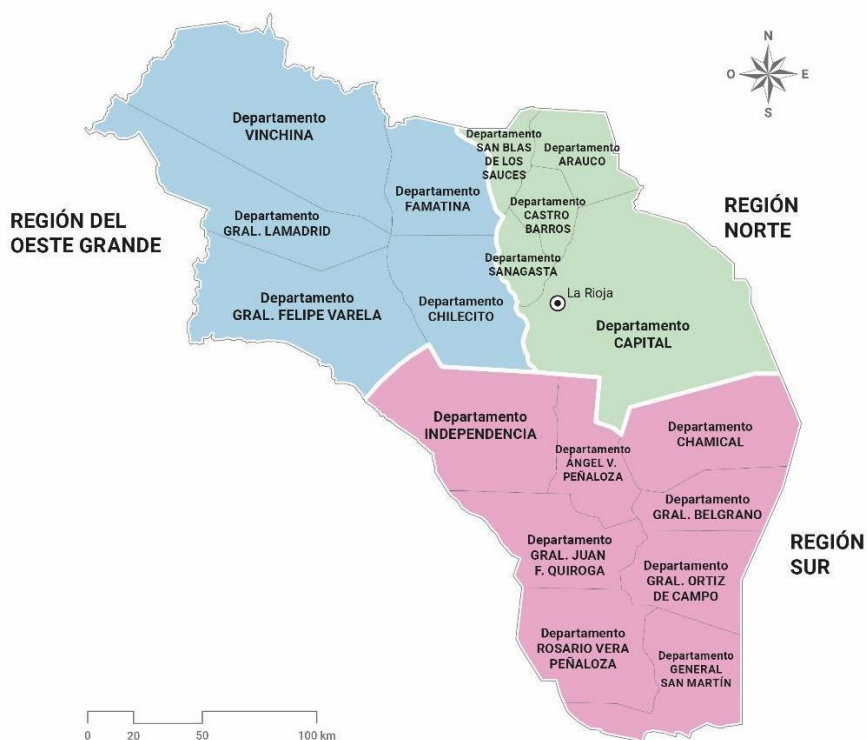 N
O
E
S
REGIÓN DEL
OESTE GRANDE
Departamento
VINCHINA
Departamento
GRAL. LAMADRID
Departamento
GRAL. FELIPE VARELA
Departamento
FAMATINA
Departamento
CHILECITO
REGIÓN
NORTE
Departamento
SAN BLAS
DE LOS
SAUCES
Departamento
ARAUCO
Departamento
CASTRO
BARROS
Departamento
SANAGASTA
La Rioja
Departamento
CAPITAL
REGIÓN
SUR
Departamento
INDEPENDENCIA
Departamento
ÁNGEL V.
PEÑALOZA
Departamento
CHAMICAL
Departamento
GRAL. BELGRANO
Departamento
GRAL. JUAN
F. QUIROGA
Departamento
GRAL. ORTIZ
DE CAMPO
Departamento
ROSARIO VERA
PEÑALOZA
Departamento
GENERAL
SAN MARTÍN
0 20 50 100 km